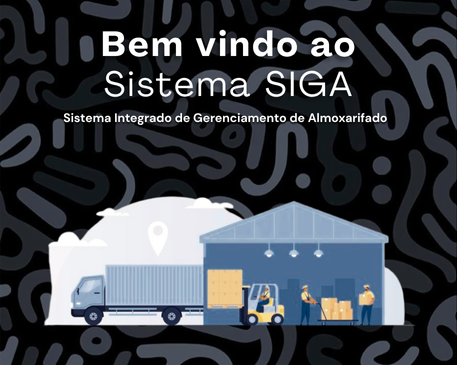 Bem vindo ao
Sistema SIGA
Sistema Integrado de Gerenciamento de Almoxarifado